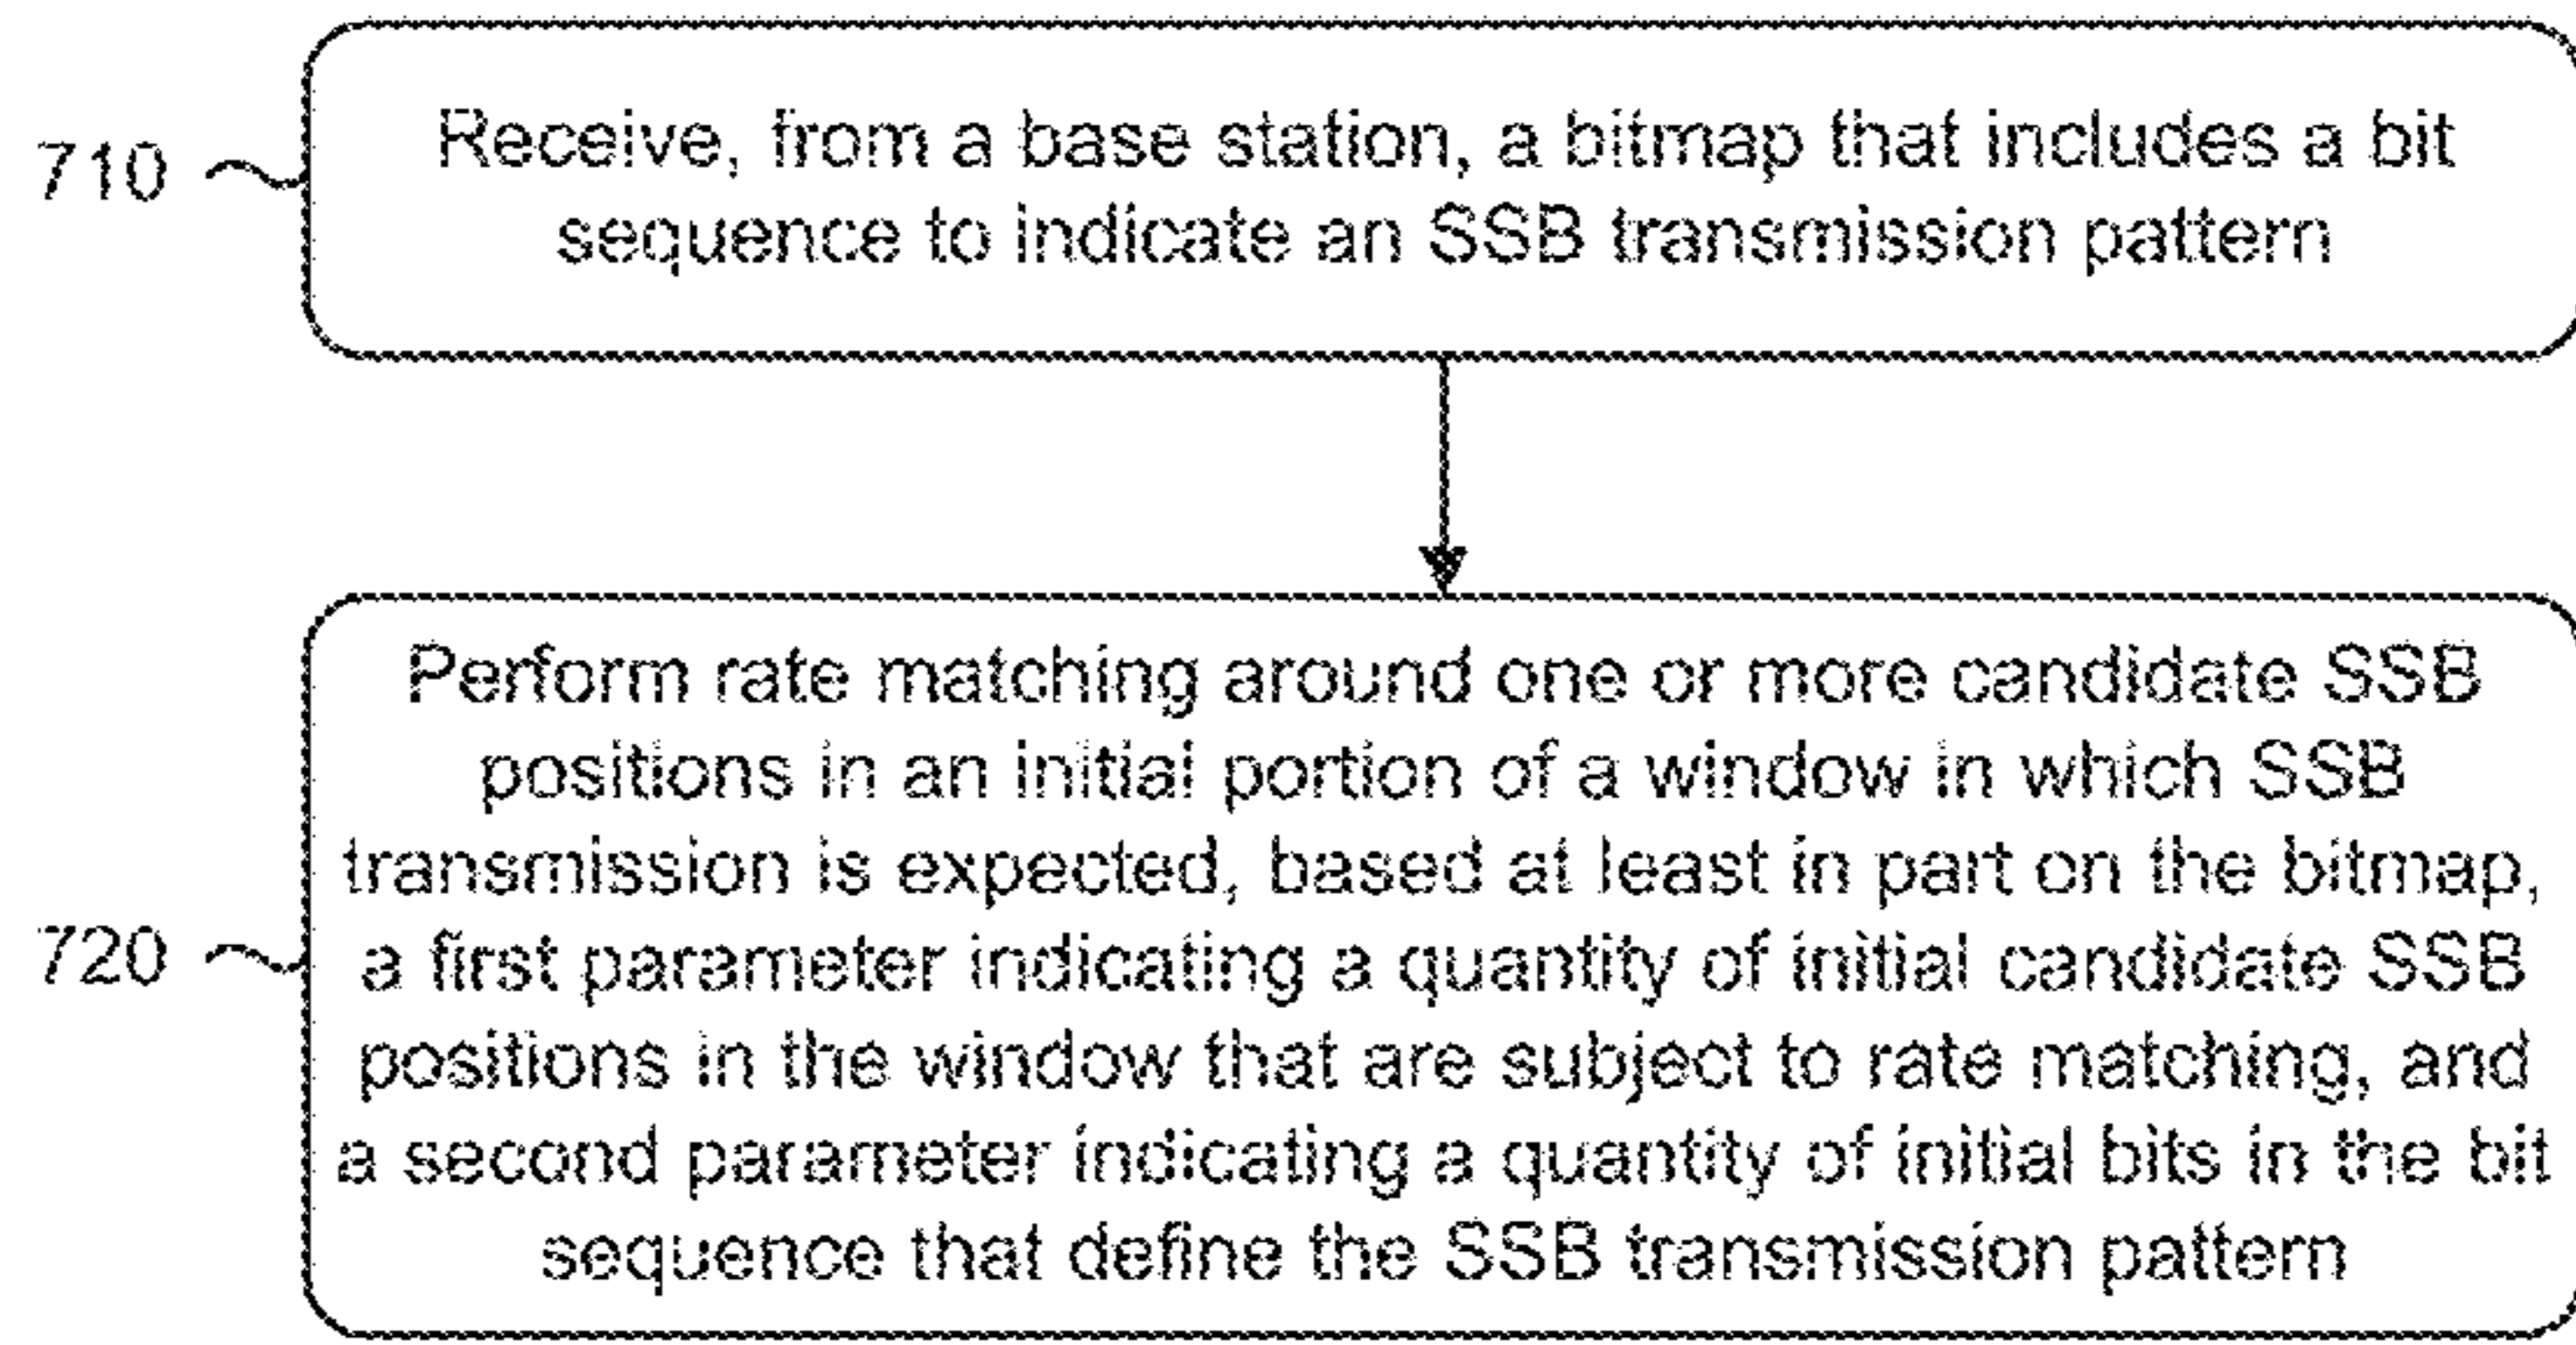 710
Receive, from a base station, a bitmap that includes a bit
sequence to indicate an SSB transmission pattern
720
Perform rate matching around one or more candidate SSB
positions in an initial portion of a window in which SSB
transmission is expected, based at least in part on the bitmap,
a first parameter indicating a quantity of initial candidate SSB
positions in the window that are subject to rate matching, and
a second parameter indicating a quantity of initial bits in the bit
sequence that define the SSB transmission pattern